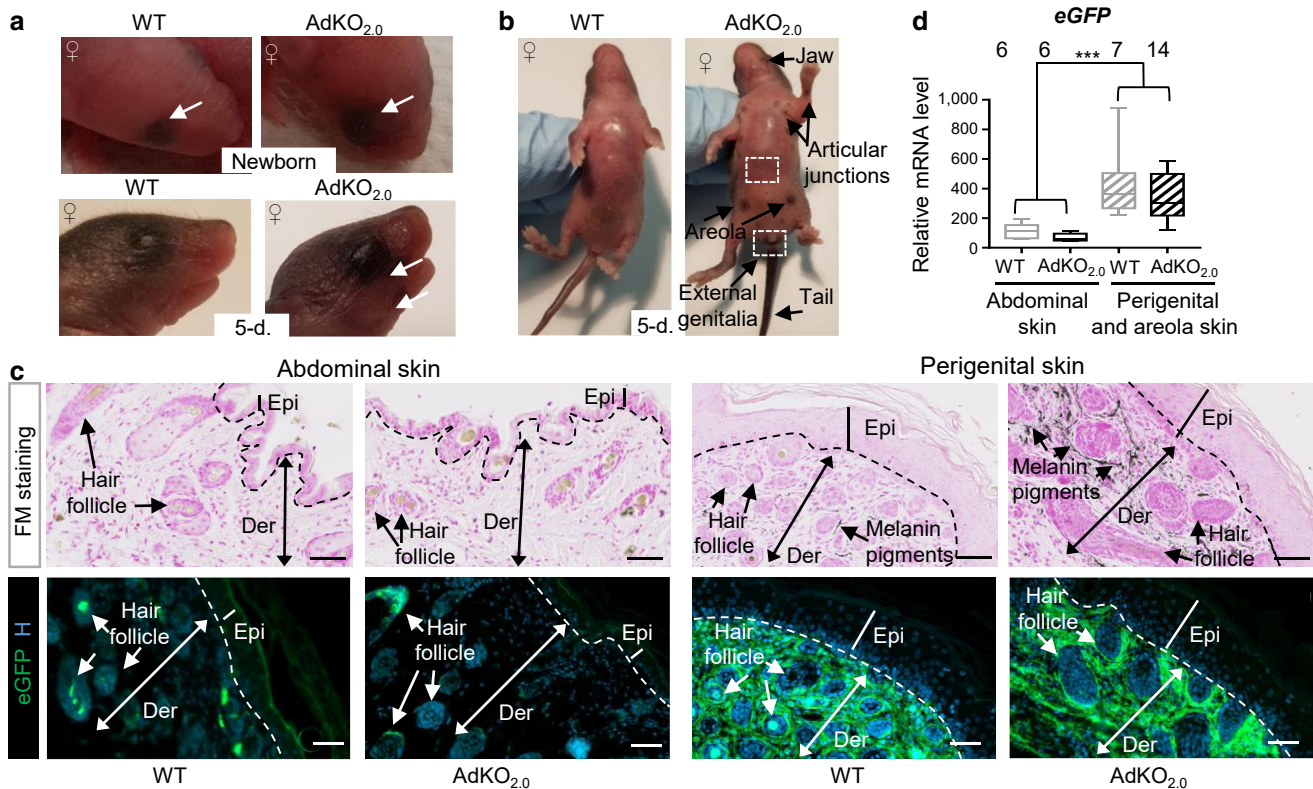 a
WT
AdKO2.0
♀
♀
Newborn
WT
AdKO2.0
♀
♀
5-d.
b
WT
AdKO2.0
♀
♀
Jaw
Articular
junctions
Areola
External
genitalia
Tail
5-d.
d
eGFP
6 6 *** 7 14
Relative mRNA level
1,000
800
600
400
200
0
WT AdKO2.0 WT AdKO2.0
Abdominal
skin
Perigenital
and areola skin
c
Abdominal skin
Perigenital skin
FM staining
Epi
Hair
follicle
Der
Epi
Hair
follicle
Der
Epi
Hair
follicle
Der
Melanin
pigments
Epi
Melanin
pigments
Der
Hair
follicle
eGFP H
Hair
follicle
Epi
Der
Hair
follicle
Epi
Der
Hair
follicle
Epi
Der
Hair
follicle
Epi
Der
WT
AdKO2.0
WT
AdKO2.0